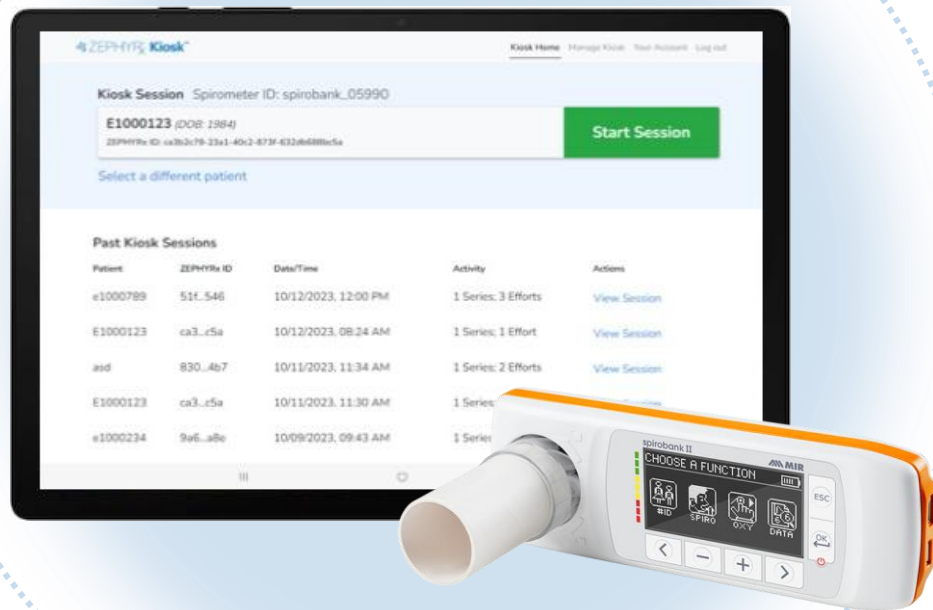 ZEPHYRx Kiosk™
Kiosk Home Manage Kiosk Your Account Log out
Kiosk Session Spirometer ID: spirobank_05990
E1000123 (DOB: 1984)
ZEPHYRx ID:
Start Session
Select a different patient
Past Kiosk Sessions
Patient ZEPHYRx ID Date/Time Activity Actions
e1000789 51f...546 10/12/2023, 12:00 PM 1 Series; 3 Efforts View Session
E1000123 ca3...c5a 10/12/2023, 08:24 AM 1 Series; 1 Effort View Session
asd 830...4b7 10/11/2023, 11:34 AM 1 Series; 2 Efforts View Session
E1000123 ca3...c5a 10/11/2023, 11:30 AM 1 Series Session
e1000234 9a6...a8e 10/09/2023, 09:43 AM 1 Series
spirobank II
MIR
CHOOSE A FUNCTION
#ID SPIRO OXY DATA
ESC
OK